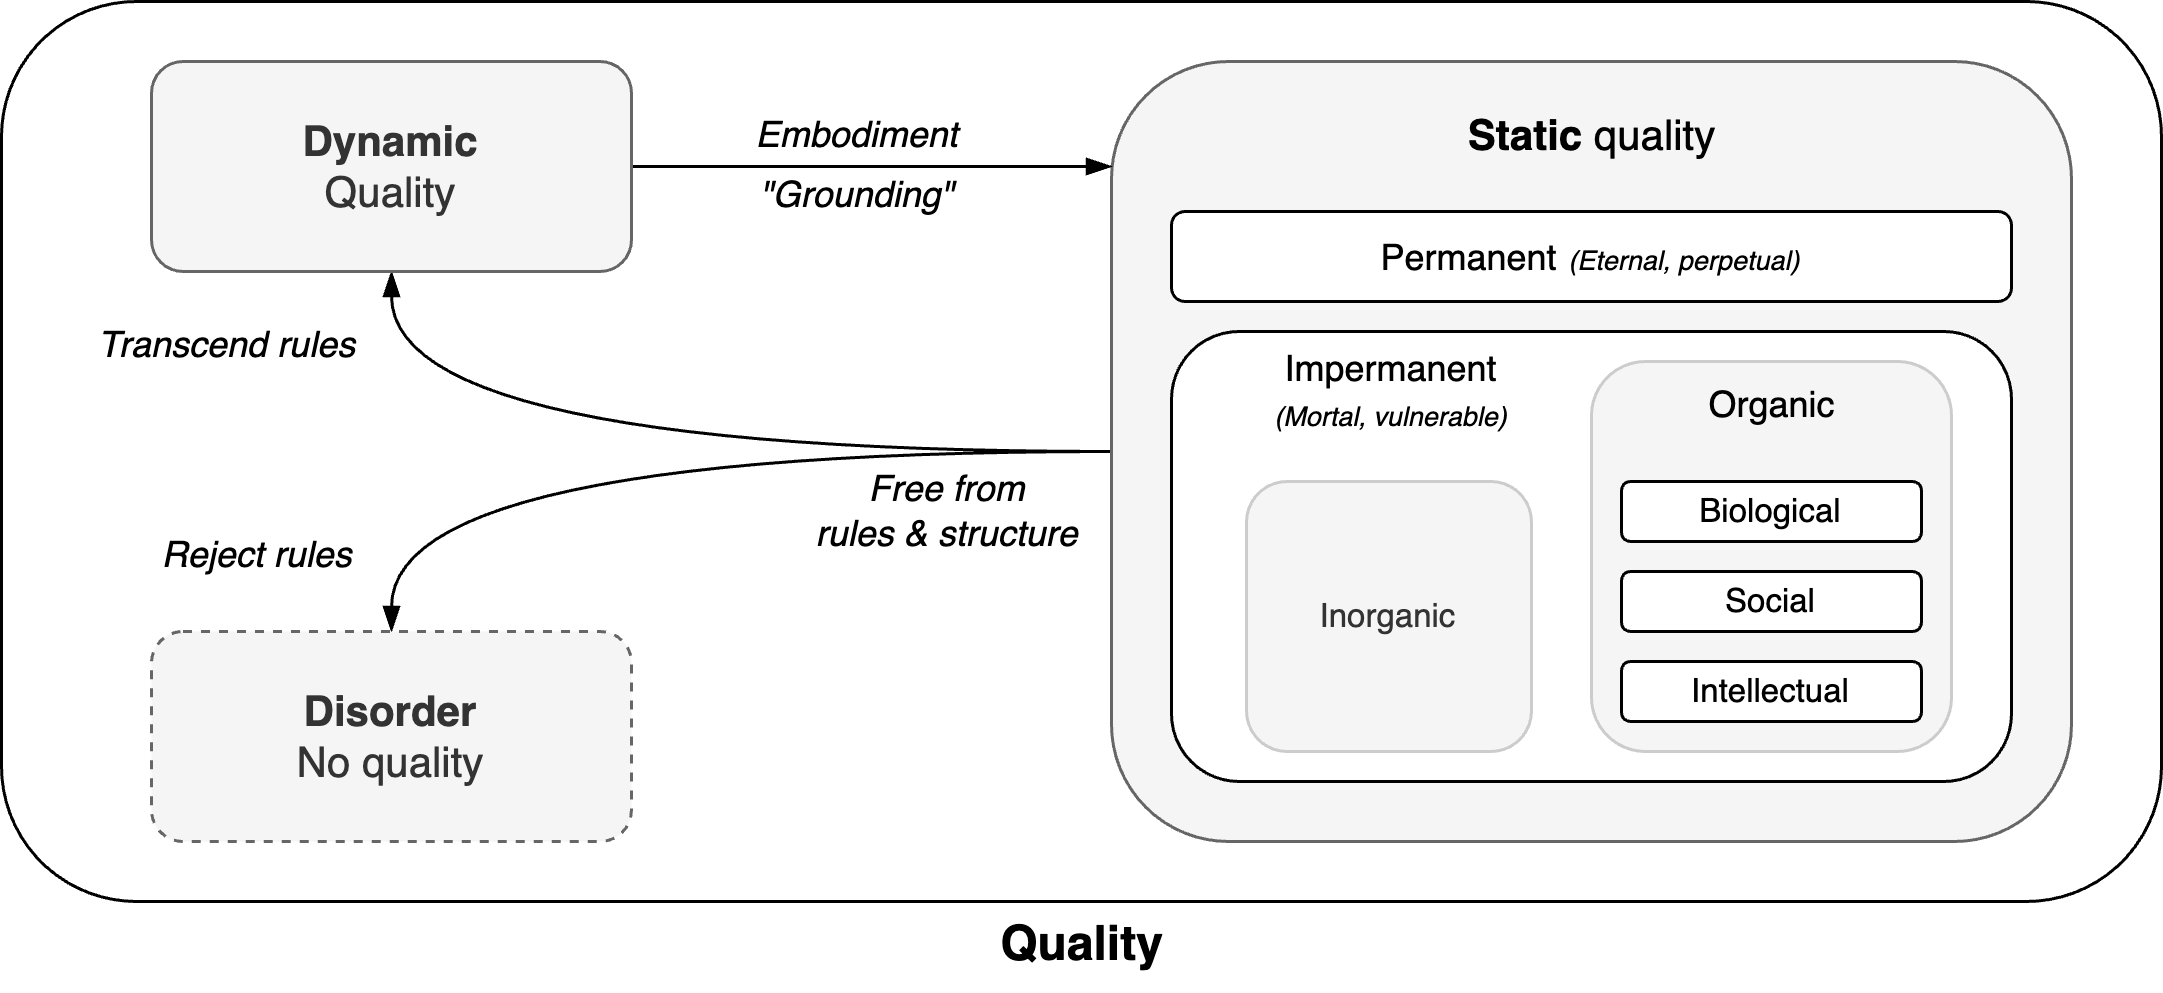 Dynamic
Quality
Embodiment
"Grounding"
Static quality
Permanent (Eternal, perpetual)
Transcend rules
Impermanent
(Mortal, vulnerable)
Organic
Free from
rules & structure
Biological
Social
Intellectual
Inorganic
Reject rules
Disorder
No quality
Quality